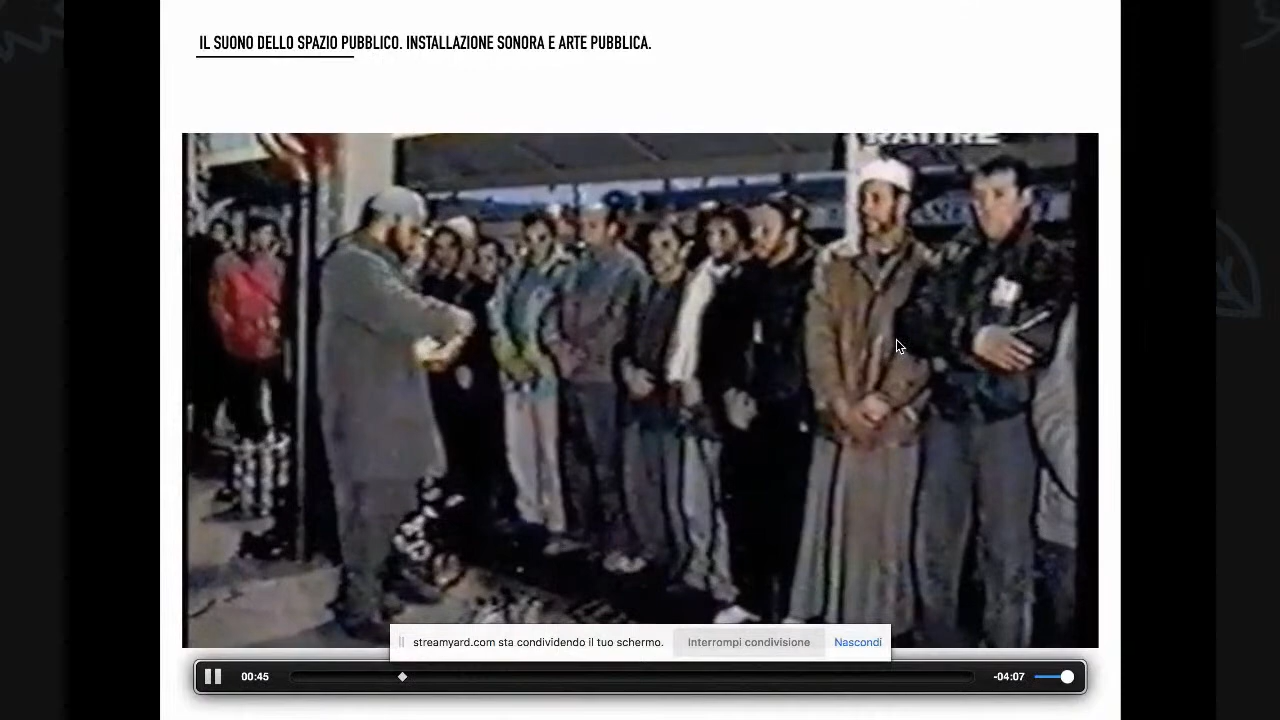 IL SUONO DELLO SPAZIO PUBBLICO. INSTALLAZIONE SONORA E ARTE PUBBLICA.
RAITRE
streamyard.com sta condividendo il tuo schermo.
Interrompi condivisione
Nascondi
00:45
-04:07